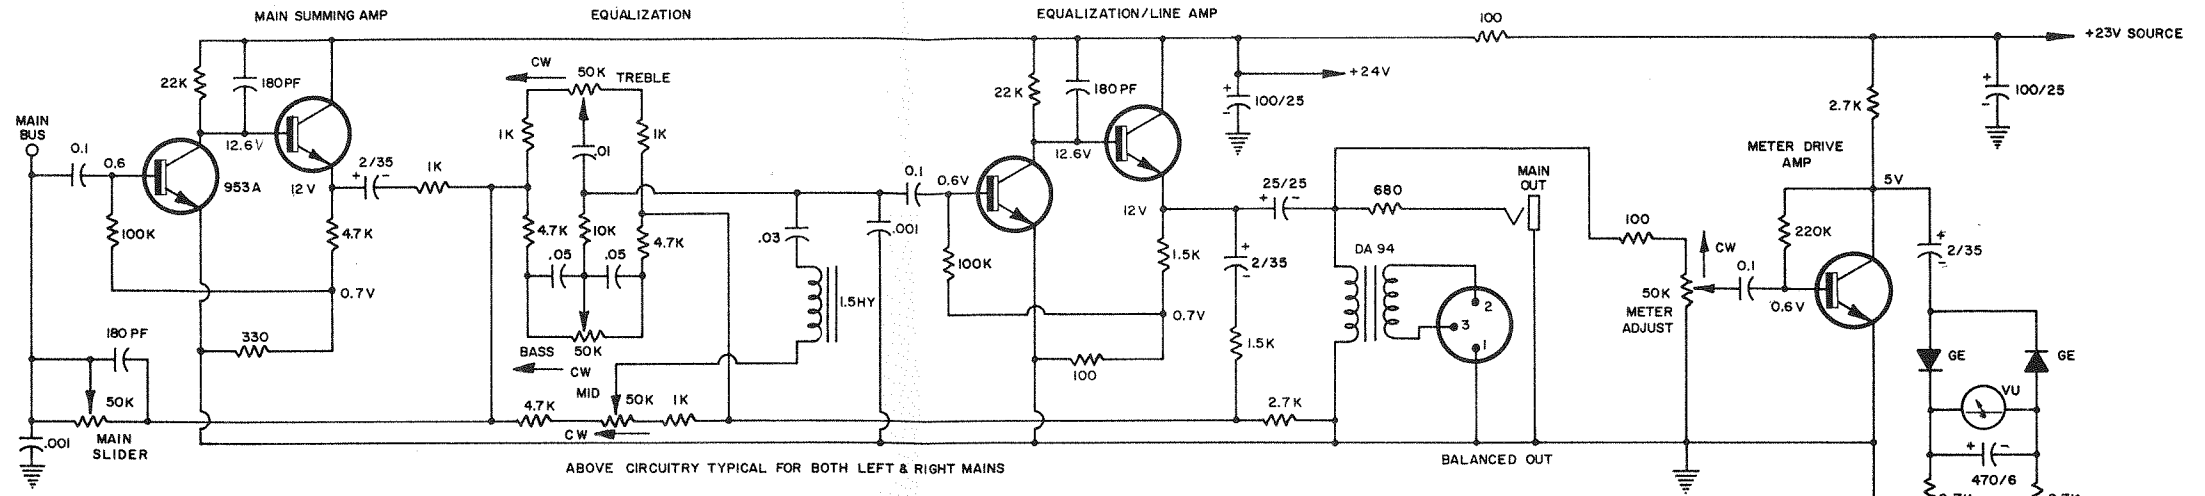 MAIN SUMMING AMP
EQUALIZATION
EQUALIZATION/LINE AMP
100
+23V SOURCE
22K
180PF
CW
50K
TREBLE
22K
180PF
+24V
+
-
100/25
2.7K
+
-
100/25
MAIN
BUS
0.1
0.6
12.6V
953A
12V
2/35
+
-
1K
1K
.01
1K
0.1
0.6V
12.6V
12V
25/25
+
-
680
MAIN
OUT
METER DRIVE
AMP
5V
100K
4.7K
4.7K
10K
4.7K
.05
.05
.03
.001
100K
1.5K
+
2/35
-
DA 94
100
CW
220K
0.1
+
2/35
-
0.7V
1.5HY
0.7V
2
3
1
50K
METER
ADJUST
0.6V
180PF
330
BASS
50K
CW
MID
1.5K
100
GE
GE
VU
50K
4.7K
50K
1K
2.7K
CW
.001
MAIN
SLIDER
ABOVE CIRCUITRY TYPICAL FOR BOTH LEFT & RIGHT MAINS
BALANCED OUT
+
-
470/6